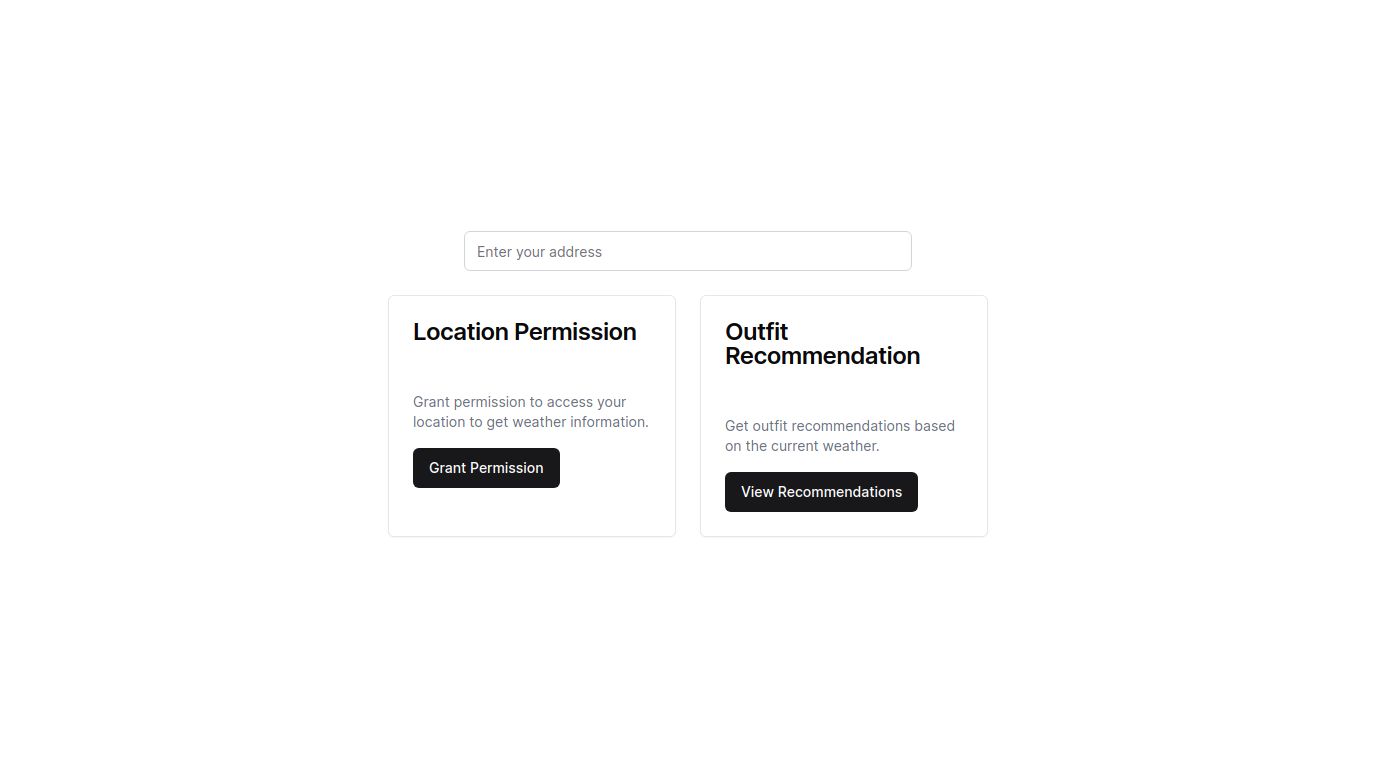 Enter your address
Location Permission
Grant permission to access your
location to get weather information.
Grant Permission
Outfit
Recommendation
Get outfit recommendations based
on the current weather.
View Recommendations